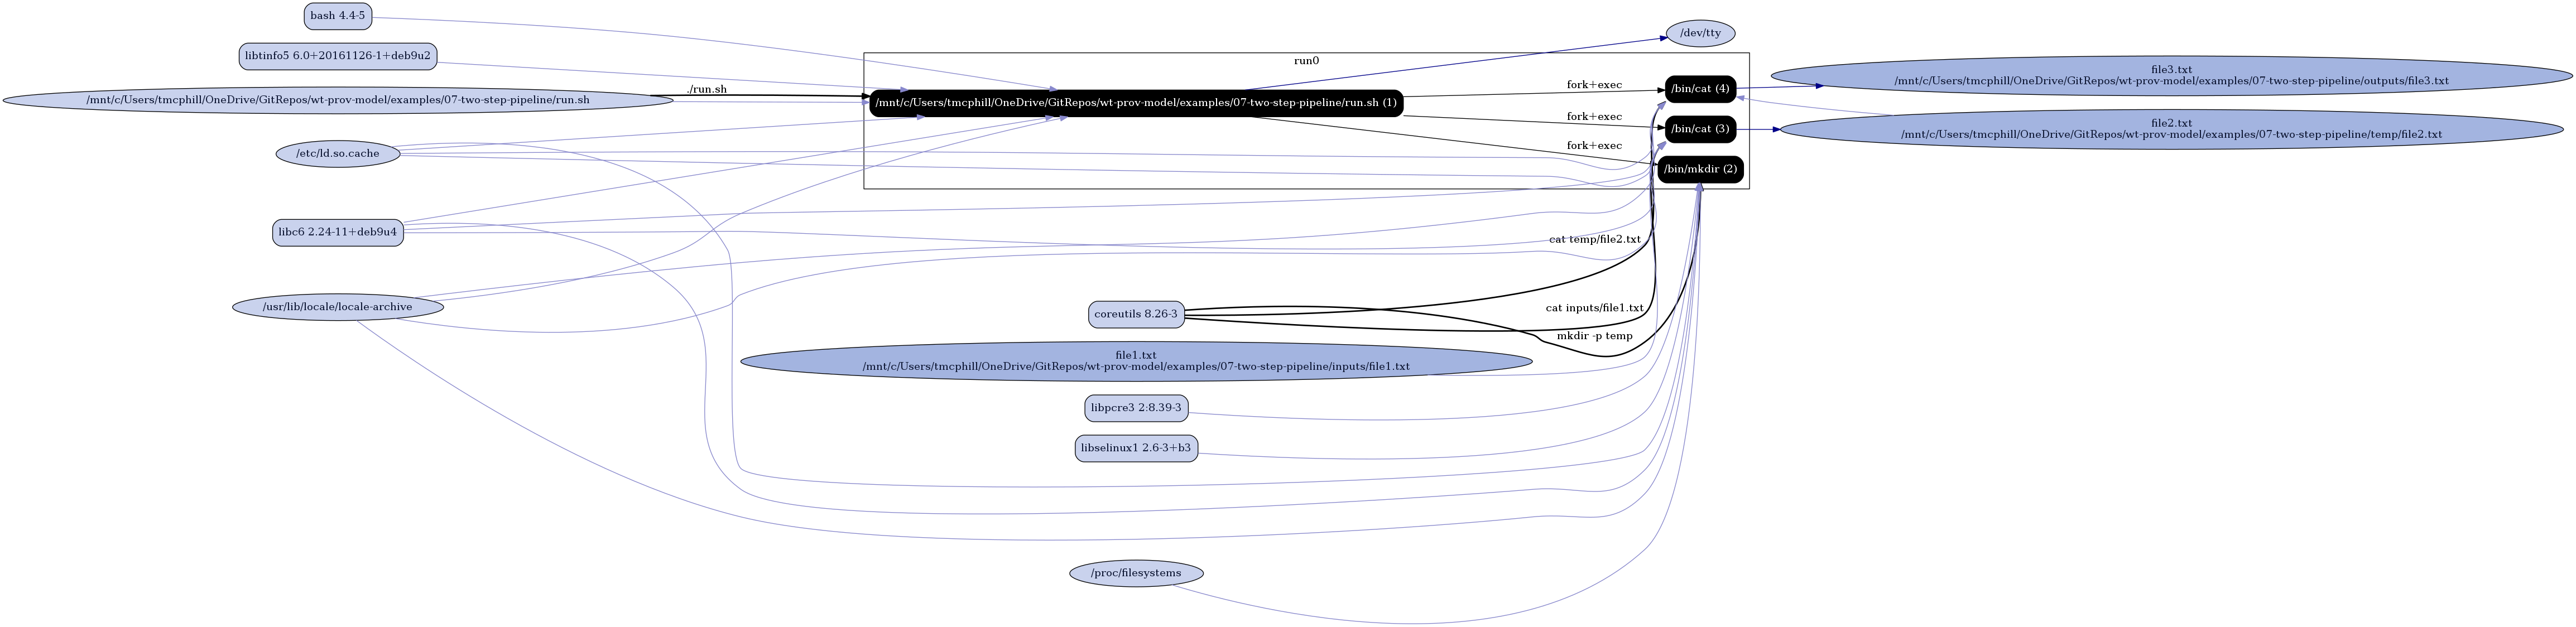 bash 4.4-5
libtinfo5 6.0+20161126-1+deb9u2
/mnt/c/Users/tmcphill/OneDrive/GitRepos/wt-prov-model/examples/07-two-step-pipeline/run.sh
/etc/ld.so.cache
libc6 2.24-11+deb9u4
/usr/lib/locale/locale-archive
./run.sh
run0
/mnt/c/Users/tmcphill/OneDrive/GitRepos/wt-prov-model/examples/07-two-step-pipeline/run.sh (1)
fork+exec
fork+exec
fork+exec
cat temp/file2.txt
cat inputs/file1.txt
mkdir -p temp
coreutils 8.26-3
file1.txt
/mnt/c/Users/tmcphill/OneDrive/GitRepos/wt-prov-model/examples/07-two-step-pipeline/inputs/file1.txt
libpcre3 2:8.39-3
libselinux1 2.6-3+b3
/proc/filesystems
/dev/tty
/bin/cat (4)
/bin/cat (3)
/bin/mkdir (2)
file3.txt
/mnt/c/Users/tmcphill/OneDrive/GitRepos/wt-prov-model/examples/07-two-step-pipeline/outputs/file3.txt
file2.txt
/mnt/c/Users/tmcphill/OneDrive/GitRepos/wt-prov-model/examples/07-two-step-pipeline/temp/file2.txt